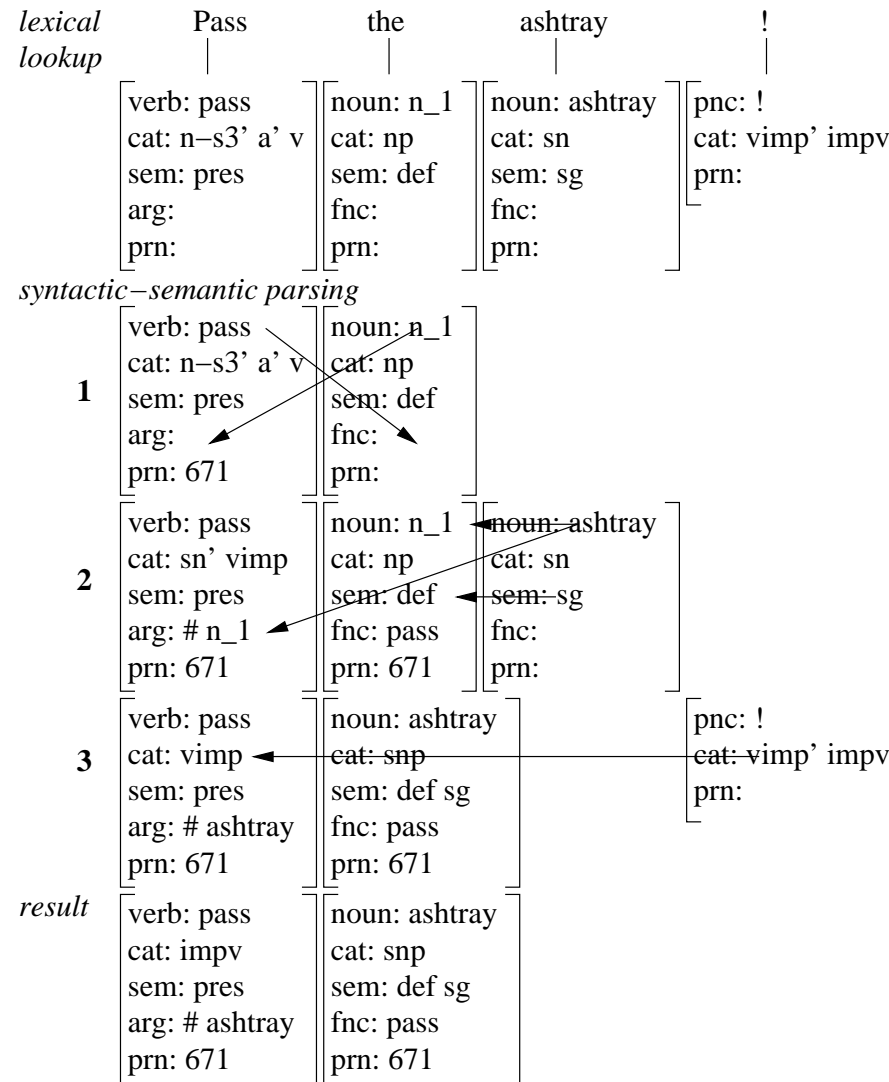 lexical Pass the ashtray !
lookup
verb: pass noun: n_1 noun: ashtray pnc: !
cat: n–s3’ a’ v cat: np cat: sn cat: vimp’ impv
sem: pres sem: def sem: sg prn:
arg: fnc: fnc:
prn: prn: prn:
syntactic–semantic parsing
verb: pass noun: n_1
cat: n–s3’ a’ v cat: np
1 sem: pres sem: def
arg: fnc:
prn: 671 prn:
verb: pass noun: n_1 noun: ashtray
cat: sn’ vimp cat: np cat: sn
2 sem: pres sem: def sem: sg
arg: # n_1 fnc: pass fnc:
prn: 671 prn: 671 prn:
verb: pass noun: ashtray pnc: !
3 cat: vimp cat: snp cat: vimp’ impv
sem: pres sem: def sg prn:
arg: # ashtray fnc: pass
prn: 671 prn: 671
result verb: pass noun: ashtray
cat: impv cat: snp
sem: pres sem: def sg
arg: # ashtray fnc: pass
prn: 671 prn: 671